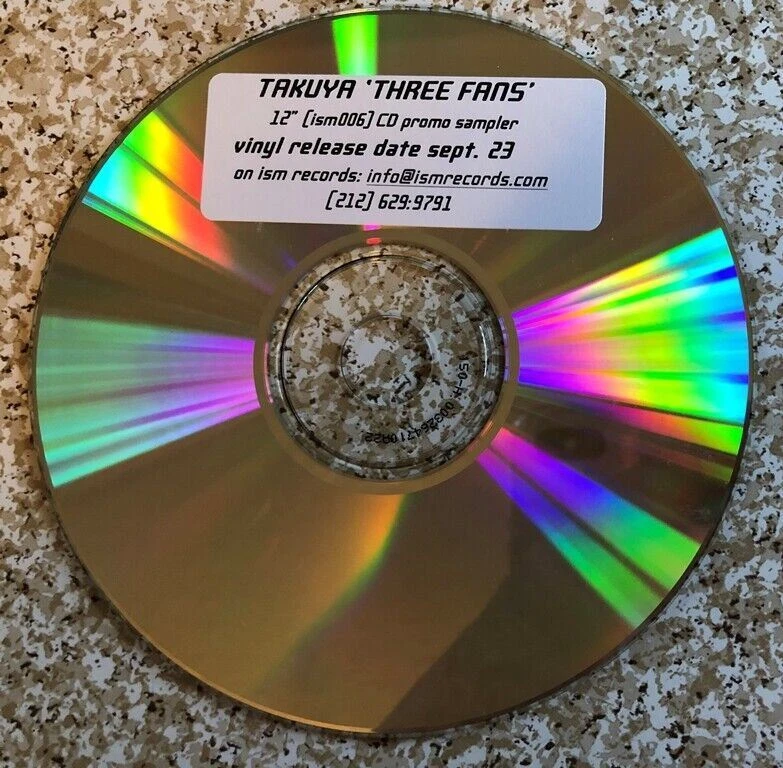 TAKUYA 'THREE FANS'
12" [ism006] CD promo sampler
vinyl release date sept. 23
on ism records: info@ismrecords.com
[212] 629:9791